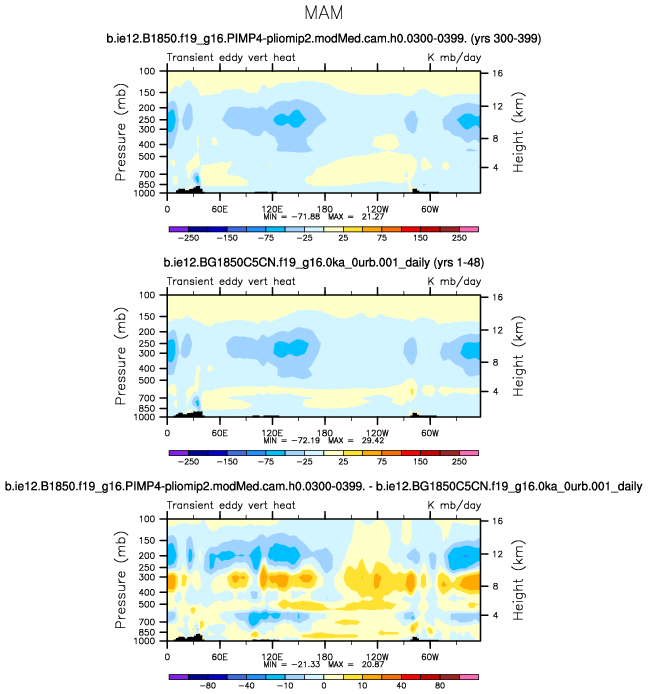 MAM
b.ie12.B1850.f19_g16.PIMP4-pliomip2.modMed.cam.h0.0300-0399. (yrs 300-399)
Transient eddy vert heat K mb/day
Pressure (mb)
100
200
250
300
400
500
700
850
1000
16
12
8
4
Height (km)
0 60E 120E 180 120W 60W
MIN = -71.88 MAX = 21.27
-250 -150 -75 -25 25 75 150 250
b.ie12.BG1850C5CN.f19_g16.0ka_0urb.001_daily (yrs 1-48)
Transient eddy vert heat K mb/day
Pressure (mb)
100
200
250
300
400
500
700
850
1000
16
12
8
4
Height (km)
0 60E 120E 180 120W 60W
MIN = -72.19 MAX = 29.42
-250 -150 -75 -25 25 75 150 250
b.ie12.B1850.f19_g16.PIMP4-pliomip2.modMed.cam.h0.0300-0399. - b.ie12.BG1850C5CN.f19_g16.0ka_0urb.001_daily
Transient eddy vert heat K mb/day
Pressure (mb)
100
200
250
300
400
500
700
850
1000
16
12
8
4
Height (km)
0 60E 120E 180 120W 60W
MIN = -21.33 MAX = 20.87
-80 -40 -10 0 10 40 80